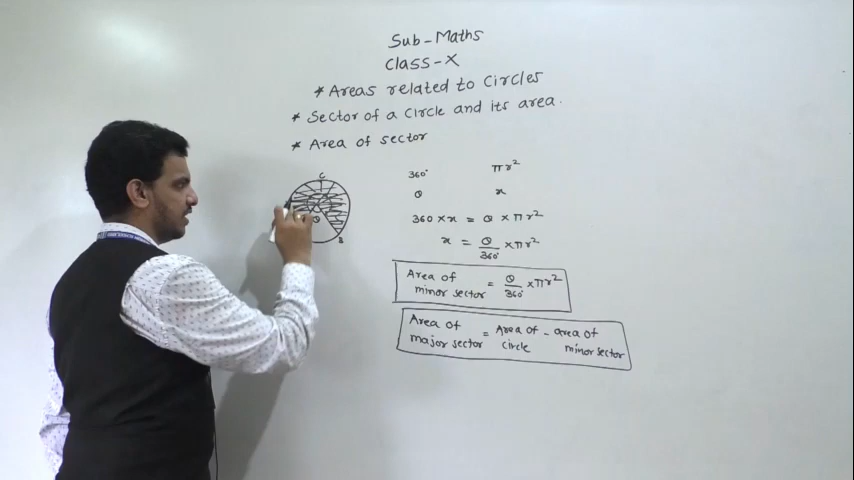 Sub-Maths
Class-X
* Areas related to Circles
* Sector of a Circle and its area.
* Area of sector
C
360° πr²
θ x
360 × x = θ × πr²
x = θ/360° × πr²
θ
B
Area of minor sector = θ/360° × πr²
Area of major sector = Area of circle - area of minor sector